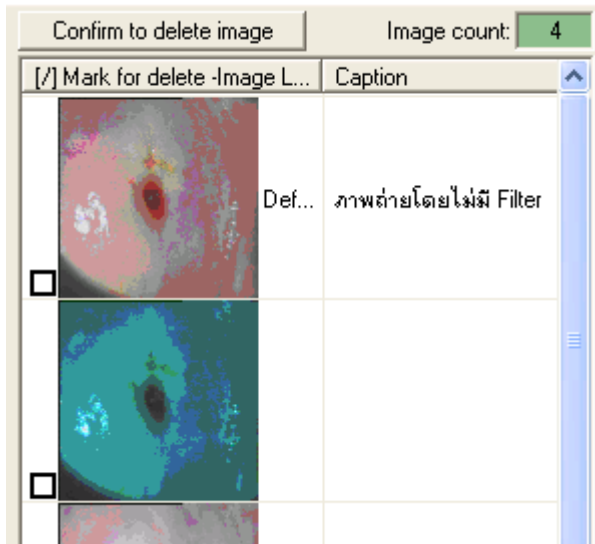 Confirm to delete image
Image count: 4
[/] Mark for delete -Image L... Caption
Def... ภาพถ่ายโดยไม่มี Filter